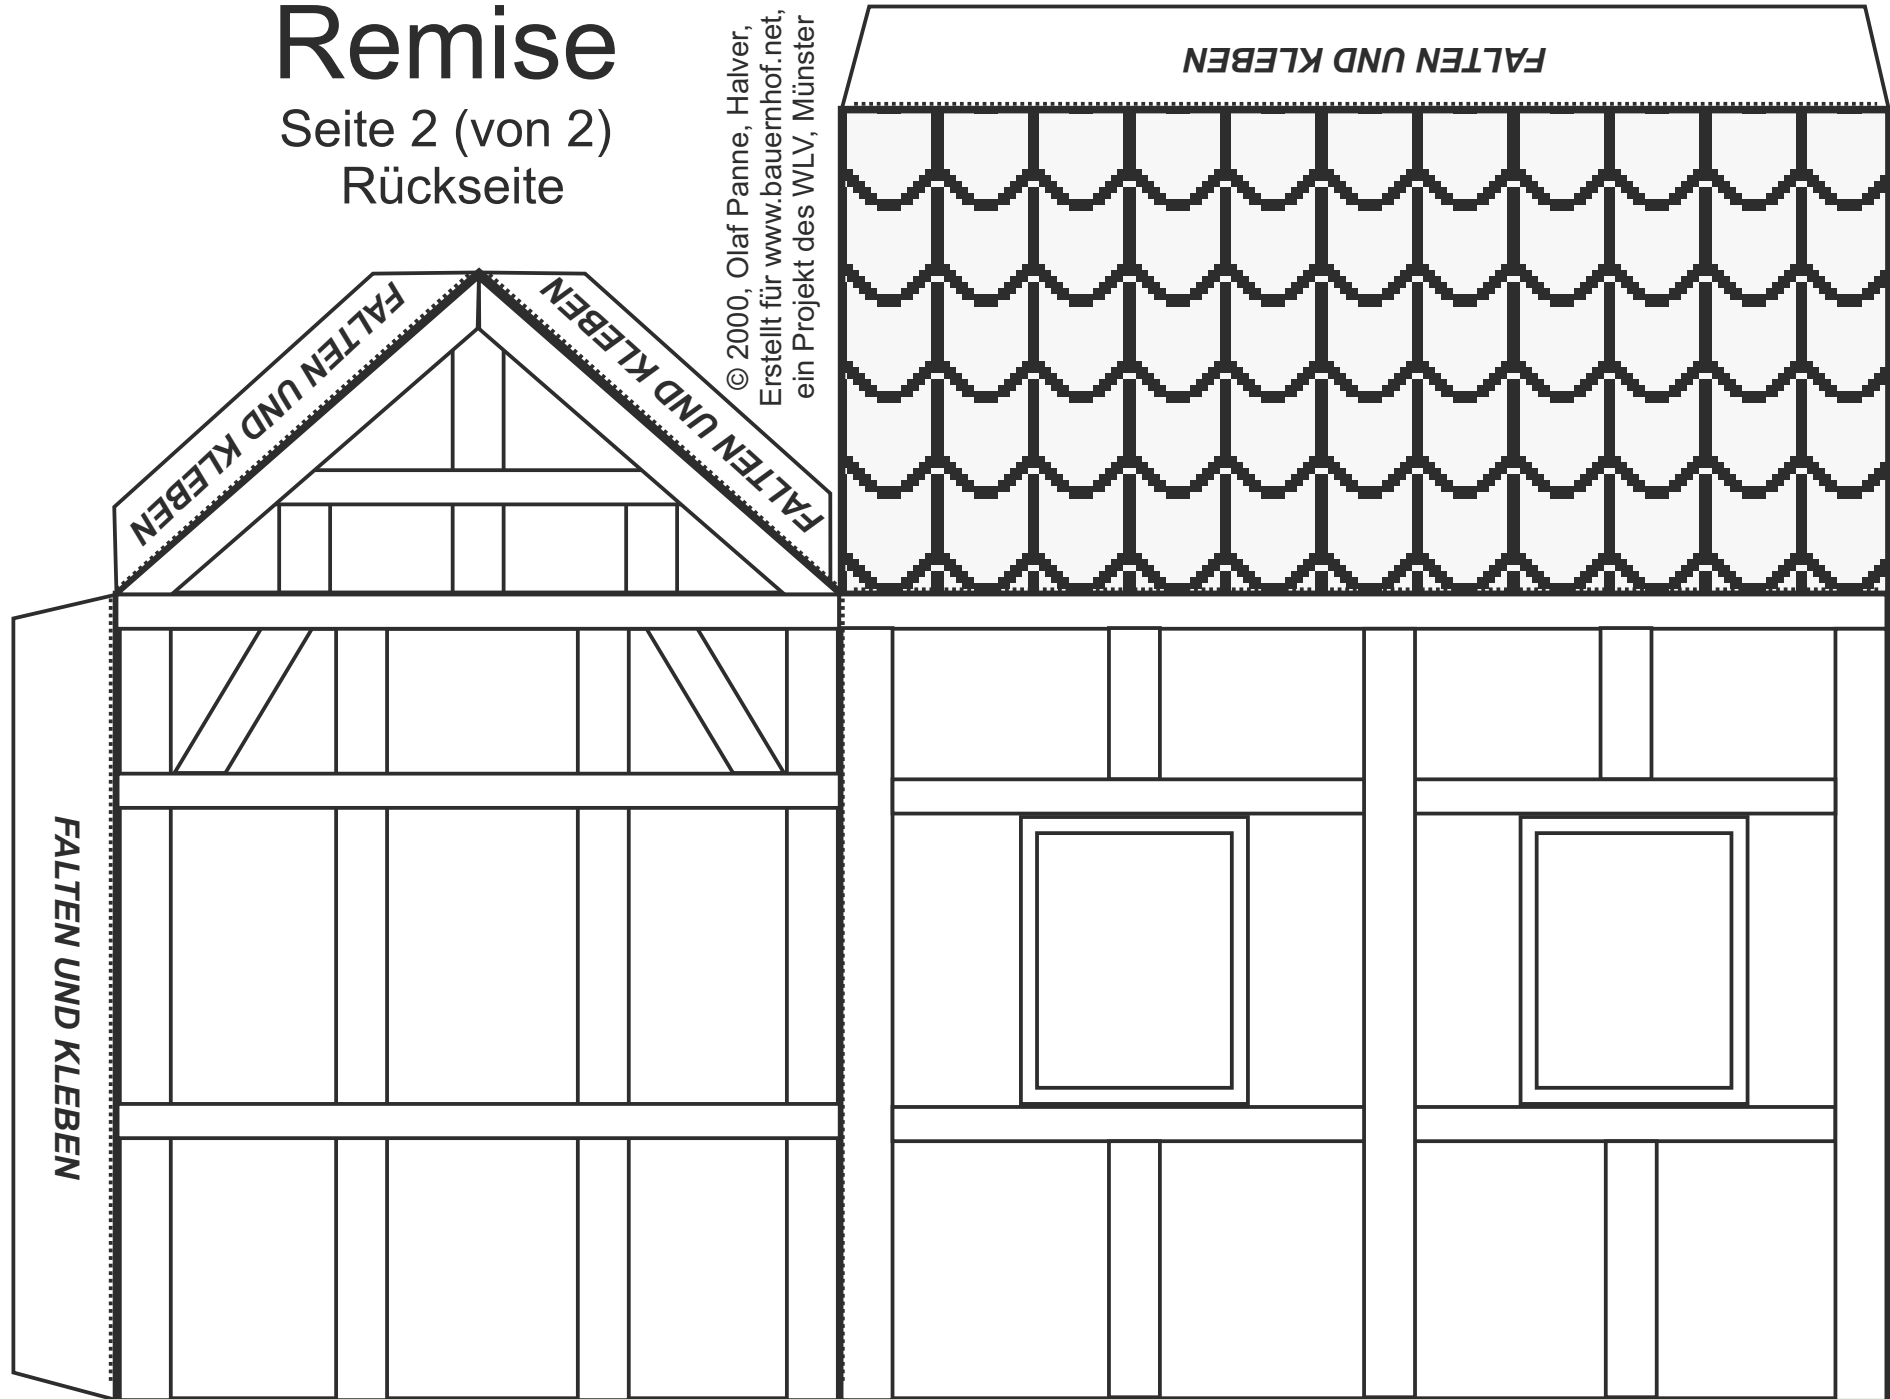 Remise
Seite 2 (von 2)
Rückseite
© 2000, Olaf Panne, Halver,
Erstellt für www.bauernhof.net,
ein Projekt des WLV, Münster
FALTEN UND KLEBEN
FALTEN UND KLEBEN
FALTEN UND KLEBEN
FALTEN UND KLEBEN